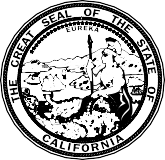 THE GREAT SEAL OF THE STATE OF
CALIFORNIA
EUREKA